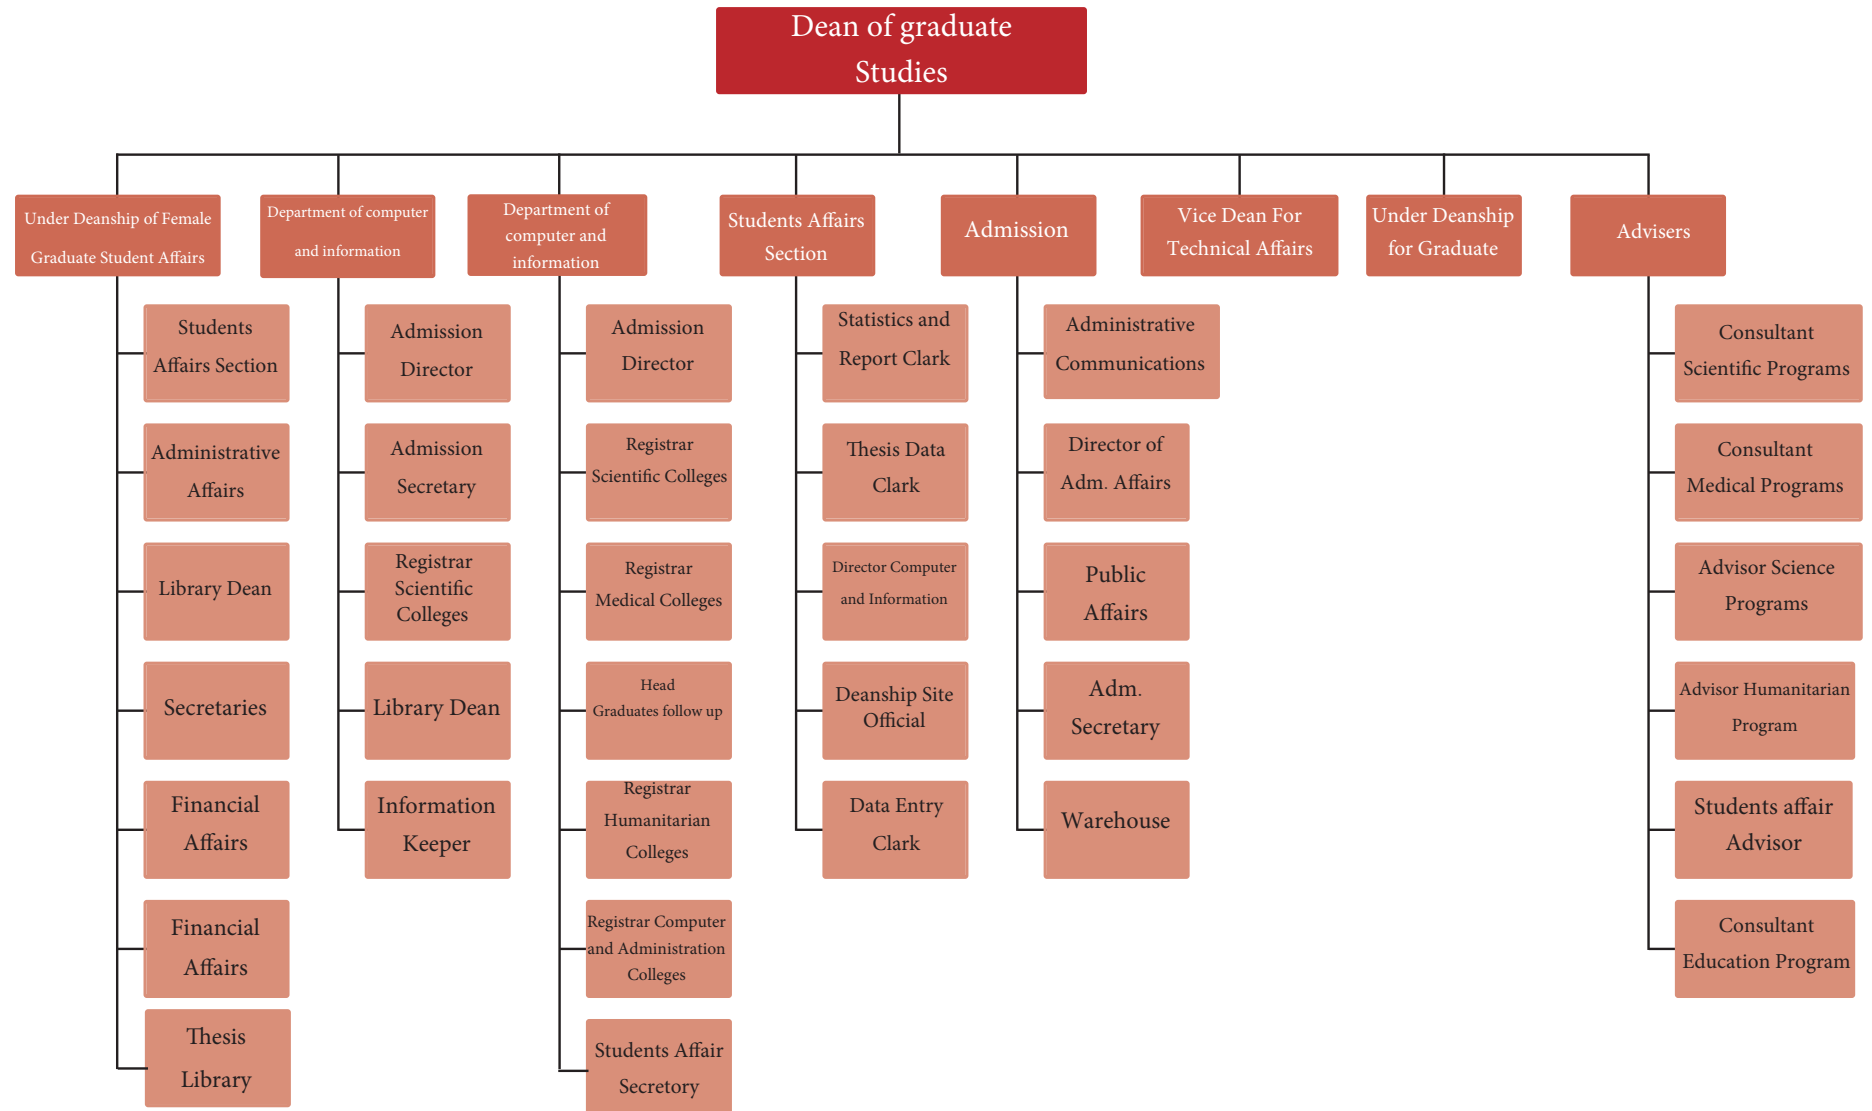 Dean of graduate
Studies
Under Deanship of Female
Graduate Student Affairs
Department of computer
and information
Department of
computer and
information
Students Affairs
Section
Admission
Vice Dean For
Technical Affairs
Under Deanship
for Graduate
Advisers
Students
Affairs Section
Administrative
Affairs
Library Dean
Secretaries
Financial
Affairs
Financial
Affairs
Thesis
Library
Admission
Director
Admission
Secretary
Registrar
Scientific
Colleges
Library Dean
Information
Keeper
Admission
Director
Registrar
Scientific Colleges
Registrar
Medical Colleges
Head
Graduates follow up
Registrar
Humanitarian
Colleges
Registrar Computer
and Administration
Colleges
Students Affair
Secretory
Statistics and
Report Clark
Thesis Data
Clark
Director Computer
and Information
Deanship Site
Official
Data Entry
Clark
Administrative
Communications
Director of
Adm. Affairs
Public
Affairs
Adm.
Secretary
Warehouse
Consultant
Scientific Programs
Consultant
Medical Programs
Advisor Science
Programs
Advisor Humanitarian
Program
Students affair
Advisor
Consultant
Education Program